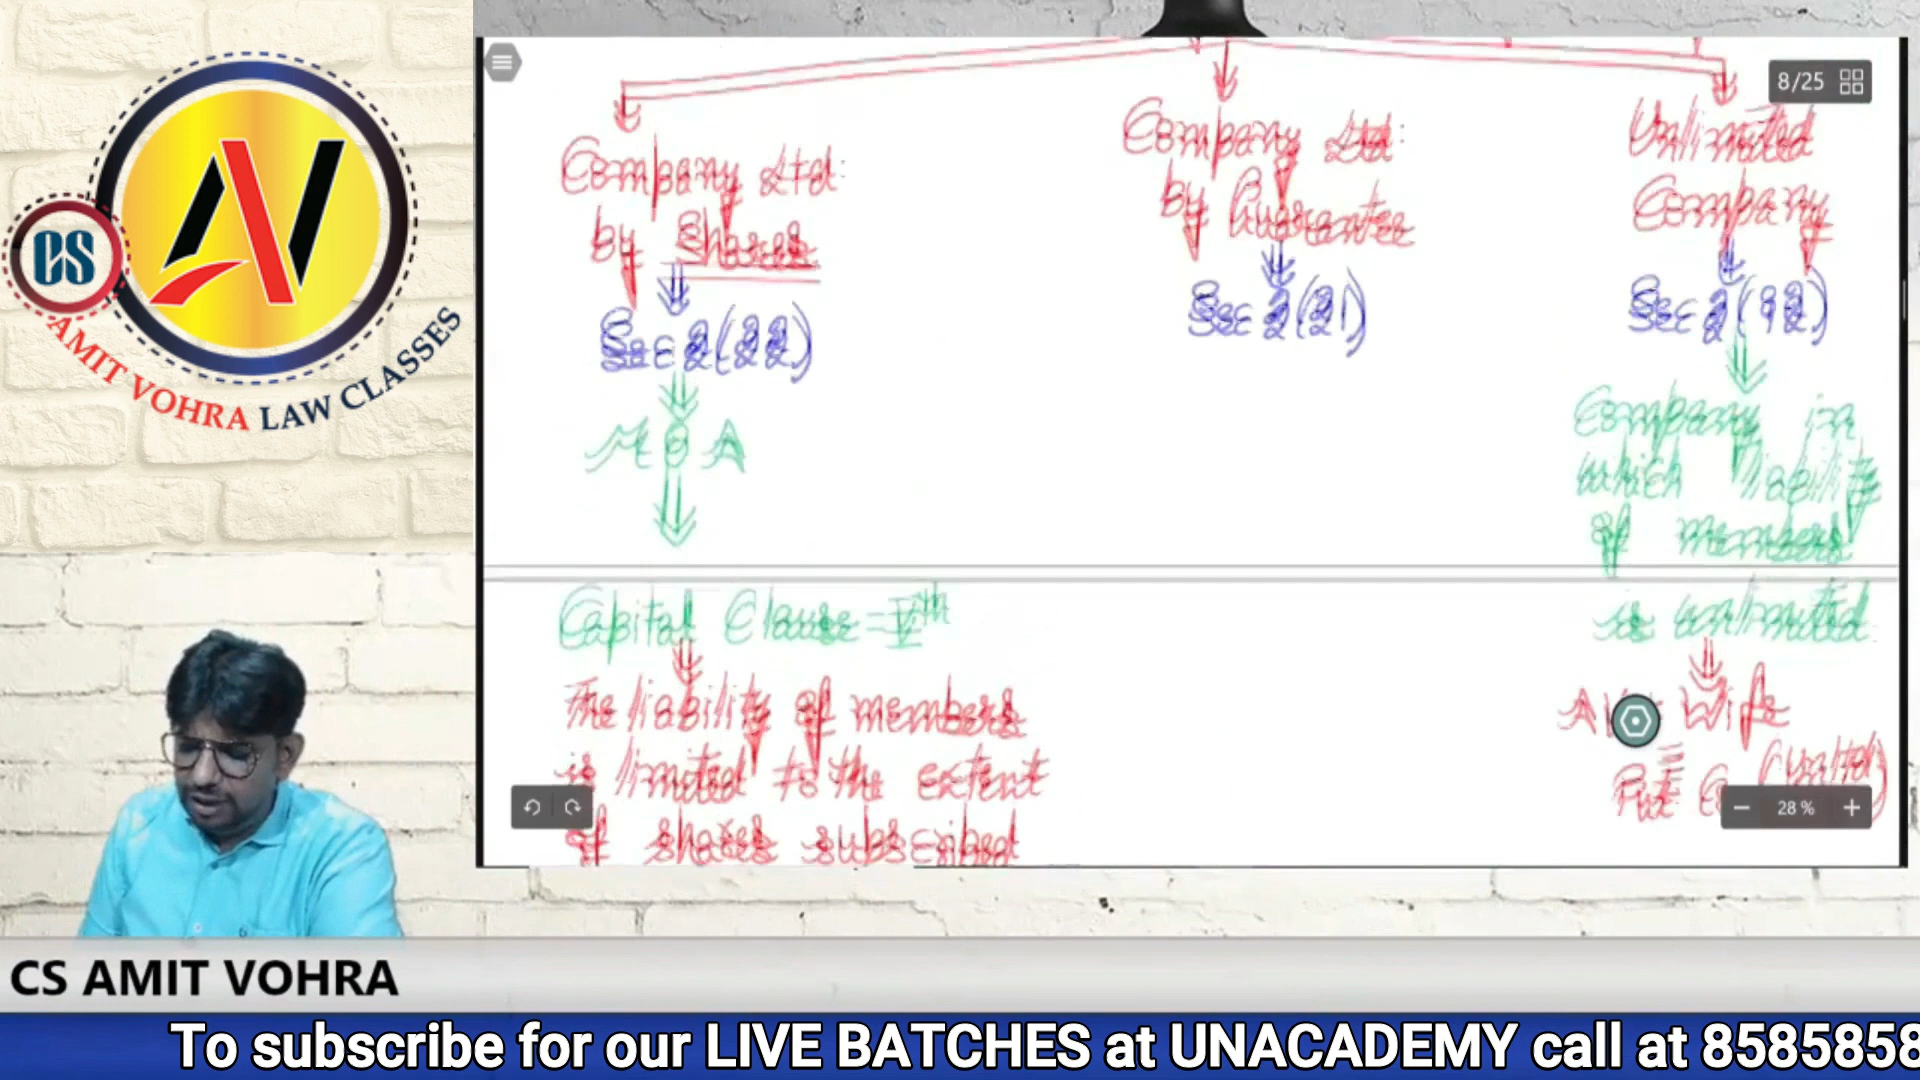 8/25
Company Ltd:
by Shares
Sec 2(22)
M O A
Capital Clause = Vth
The liability of members
is limited to the extent
of shares subscribed
Company Ltd:
by Guarantee
Sec 2(21)
Unlimited
Company
Sec 2(92)
Company in
which liability
of members
is unlimited
Wife
Put
28 %
CS
AV
AMIT VOHRA LAW CLASSES
CS AMIT VOHRA
To subscribe for our LIVE BATCHES at UNACADEMY call at 8585858